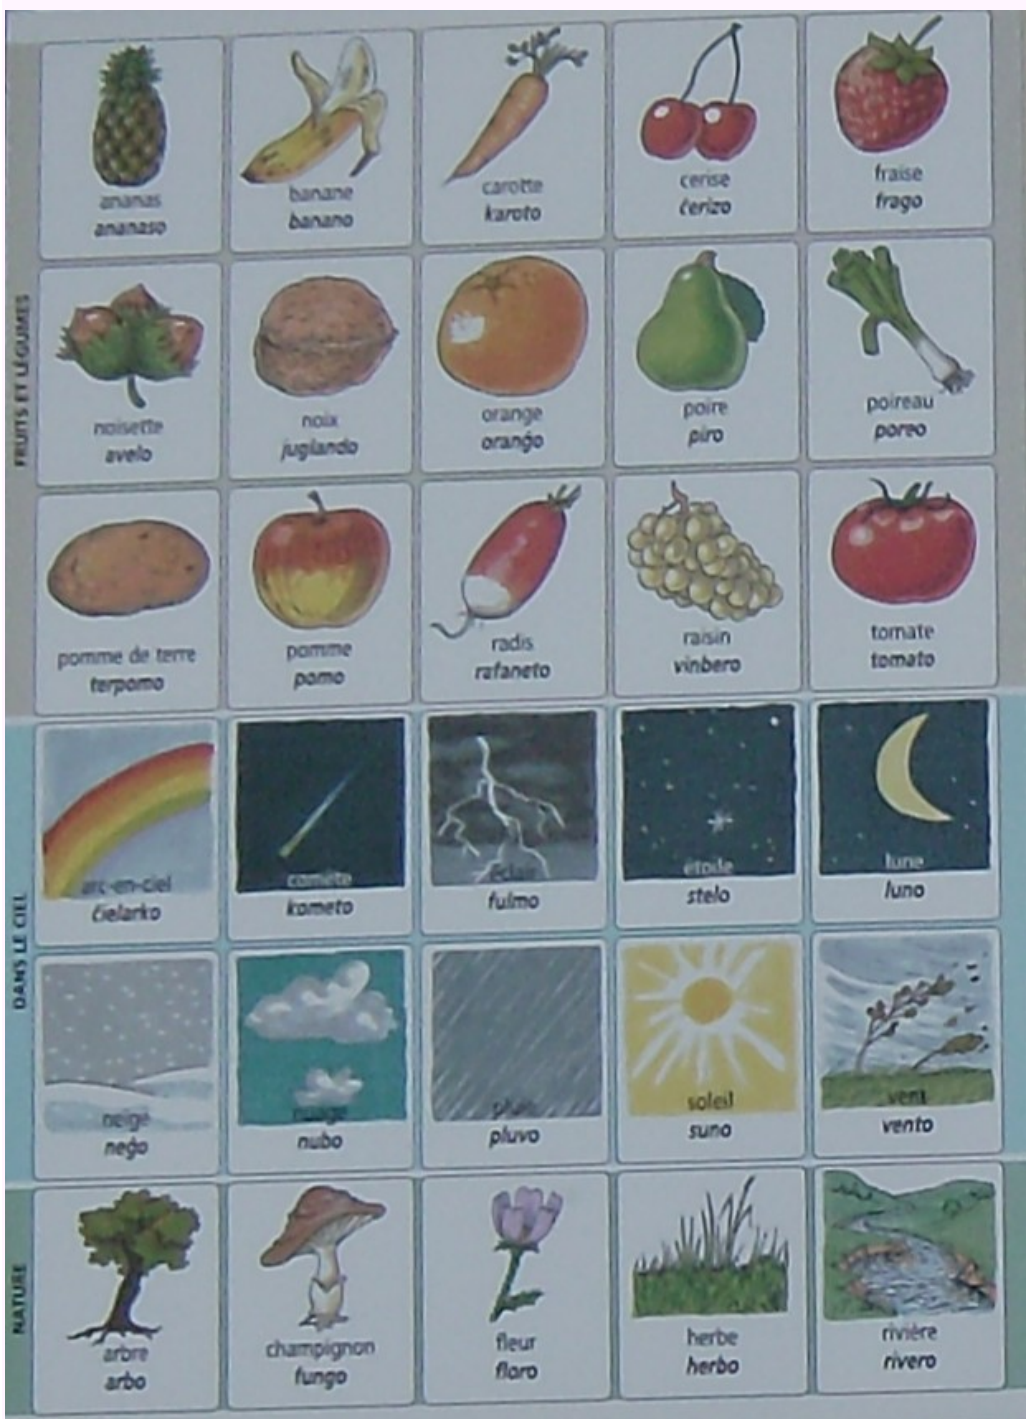 FRUITS ET LÉGUMES
ananas
ananaso
banane
banano
carotte
karoto
cerise
ĉerizo
fraise
frago
noisette
avelo
noix
juglando
orange
oranĝo
poire
piro
poireau
poreo
pomme de terre
terpomo
pomme
pomo
radis
rafaneto
raisin
vinbero
tomate
tomato
DANS LE CIEL
arc-en-ciel
ĉielarko
comète
kometo
éclair
fulmo
étoile
stelo
lune
luno
neige
neĝo
nuage
nubo
pluie
pluvo
soleil
suno
vent
vento
NATURE
arbre
arbo
champignon
fungo
fleur
floro
herbe
herbo
rivière
rivero